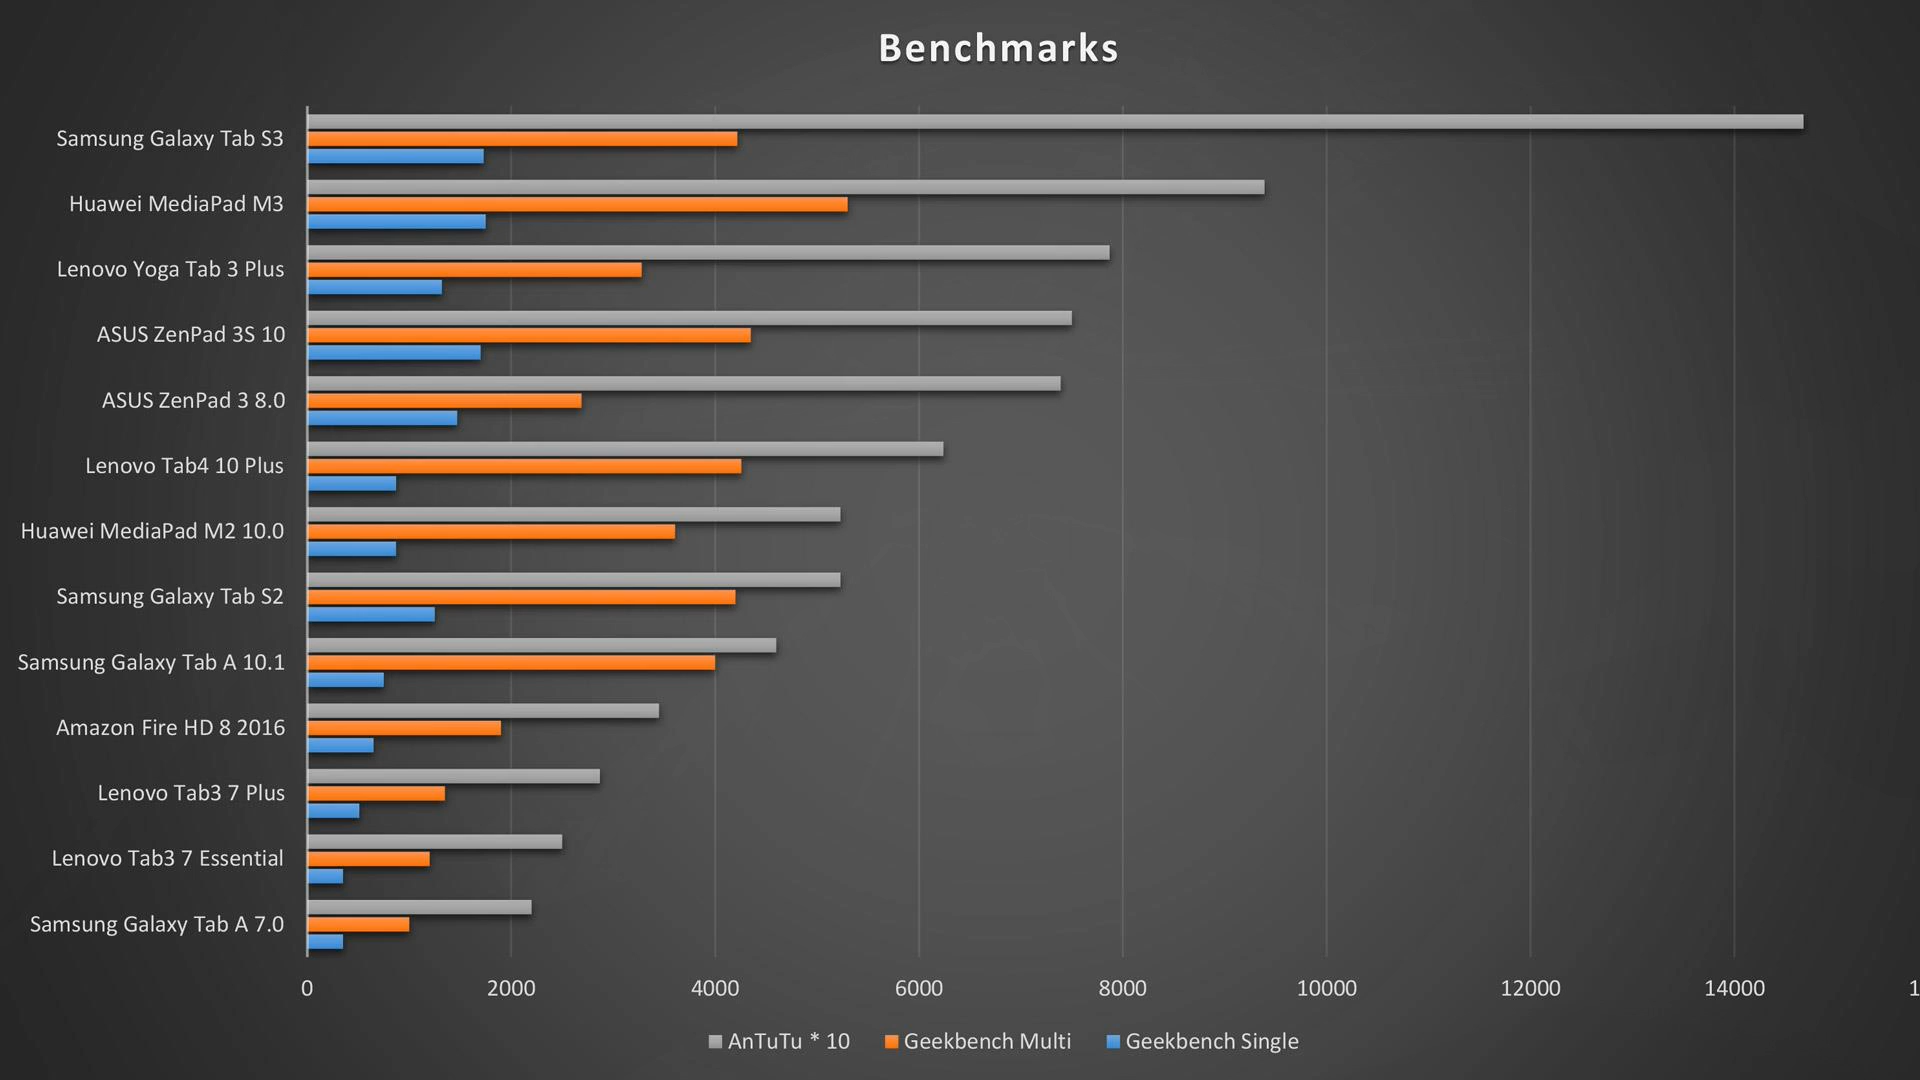 Benchmarks
Samsung Galaxy Tab S3
Huawei MediaPad M3
Lenovo Yoga Tab 3 Plus
ASUS ZenPad 3S 10
ASUS ZenPad 3 8.0
Lenovo Tab4 10 Plus
Huawei MediaPad M2 10.0
Samsung Galaxy Tab S2
Samsung Galaxy Tab A 10.1
Amazon Fire HD 8 2016
Lenovo Tab3 7 Plus
Lenovo Tab3 7 Essential
Samsung Galaxy Tab A 7.0
0 2000 4000 6000 8000 10000 12000 14000
AnTuTu * 10 Geekbench Multi Geekbench Single